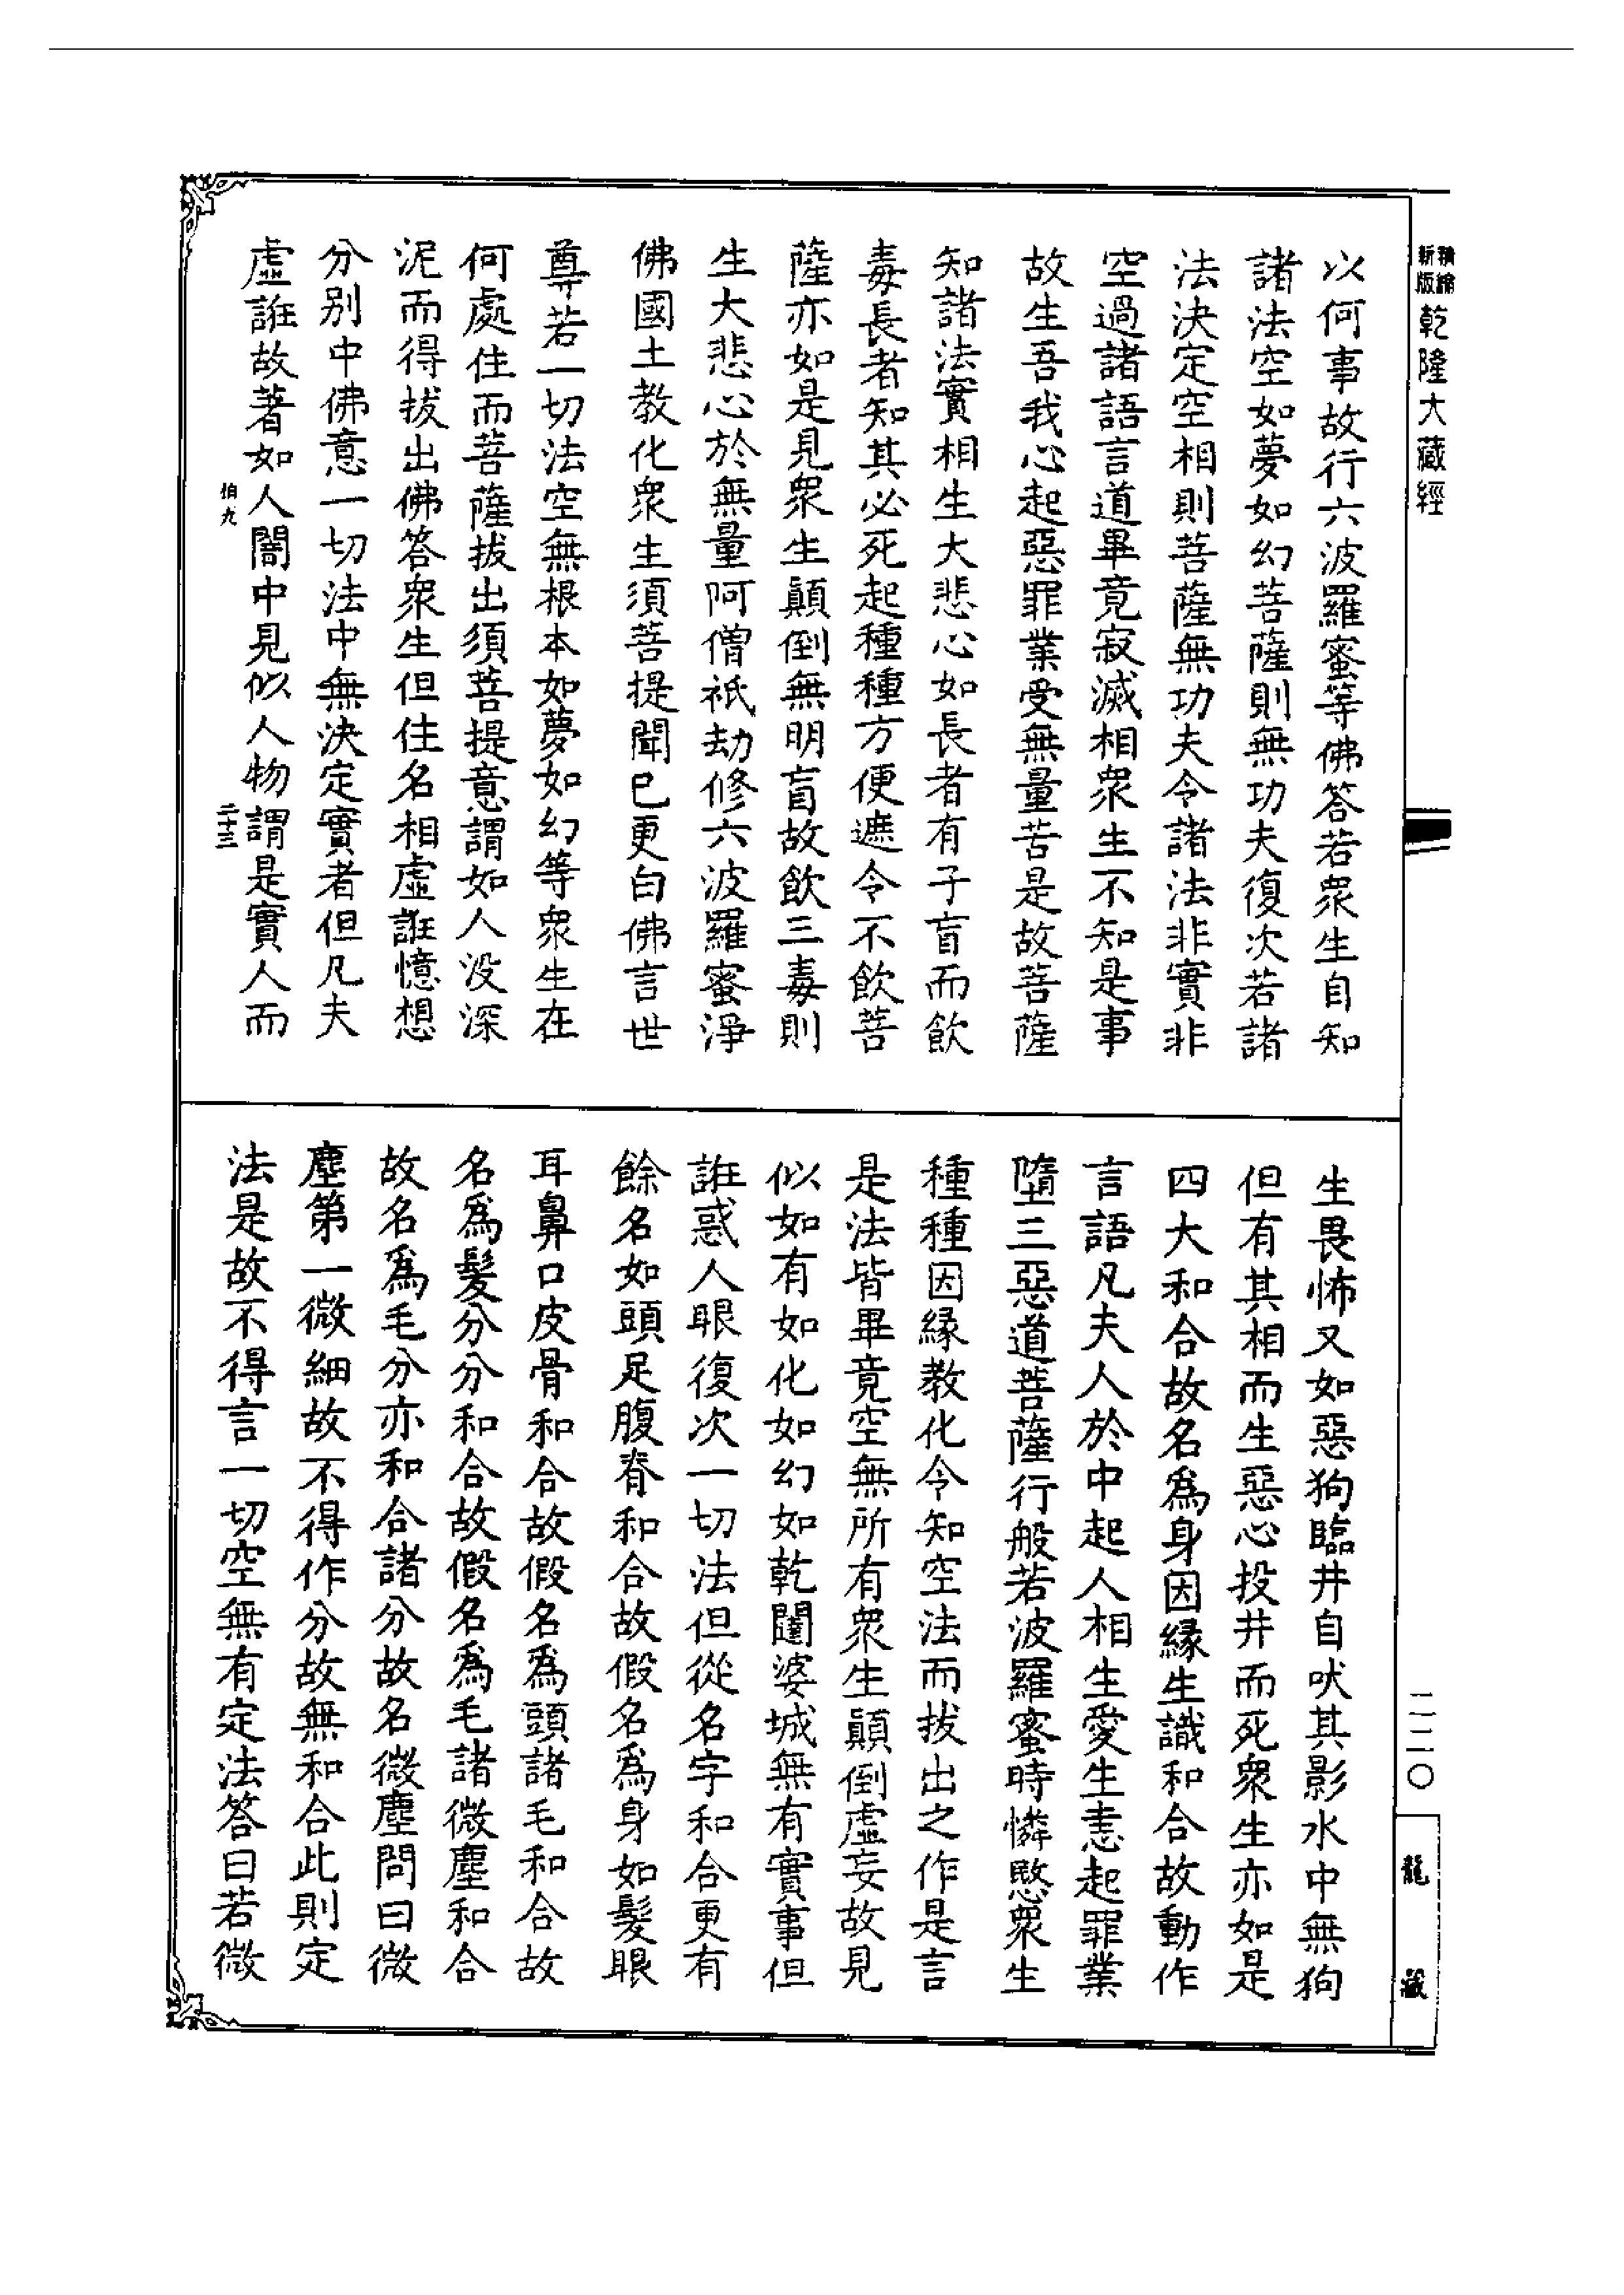 精繪
新版
乾隆大藏經
以何事故行六波羅蜜等佛答若眾生自知
諸法空如夢如幻菩薩則無功夫復次若諸
法決定空相則菩薩無功夫令諸法非實非
空過諸語言道畢竟寂滅相眾生不知是事
故生吾我心起惡罪業受無量苦是故菩薩
知諸法實相生大悲心如長者有子盲而飲
毒長者知其必死起種種方便遮令不飲菩
薩亦如是見眾生顛倒無明盲故飲三毒則
生大悲心於無量阿僧祇劫修六波羅蜜淨
佛國土教化眾生須菩提聞已更白佛言世
尊若一切法空無根本如夢如幻等眾生在
何處住而菩薩拔出須菩提意謂如人没深
泥而得拔出佛答眾生但住名相虛誑憶想
分別中佛意一切法中無決定實者但凡夫
虛誑故著如人闇中見似人物謂是實人而
二十三
生畏怖又如惡狗臨井自吠其影水中無狗
但有其相而生惡心投井而死眾生亦如是
四大和合故名為身因緣生識和合故動作
言語凡夫人於中起人相生愛生恚起罪業
墮三惡道菩薩行般若波羅蜜時憐愍眾生
種種因緣教化令知空法而拔出之作是言
是法皆畢竟空無所有眾生顛倒虛妄故見
似如有如化如幻如乾闥婆城無有實事但
誑惑人眼復次一切法但從名字和合更有
餘名如頭足腹脊和合故假名為身如髮眼
耳鼻口皮骨和合故假名為頭諸毛和合故
名為髮分分和合故假名為毛諸微塵和合
故名為毛分亦和合諸分故名微塵問曰微
塵第一微細故不得作分故無和合此則定
法是故不得言一切空無有定法答曰若微
二二〇
龍藏